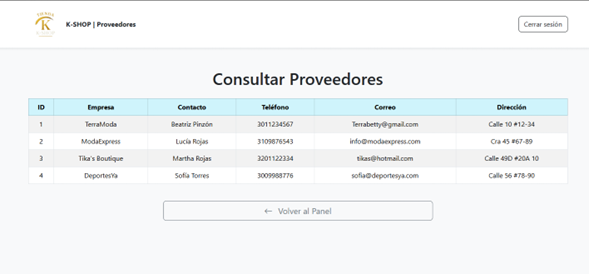 TIENDA
K
K-SHOP | Proveedores
Cerrar sesión
Consultar Proveedores
ID Empresa Contacto Teléfono Correo Dirección
1 TerraModa Beatriz Pinzón 3011234567 Terrabetty@gmail.com Calle 10 #12-34
2 ModaExpress Lucía Rojas 3109876543 info@modaexpress.com Cra 45 #67-89
3 Tika's Boutique Martha Rojas 3201122334 tikas@hotmail.com Calle 49D #20A 10
4 DeportesYa Sofía Torres 3009988776 sofia@deportesya.com Calle 56 #78-90
← Volver al Panel